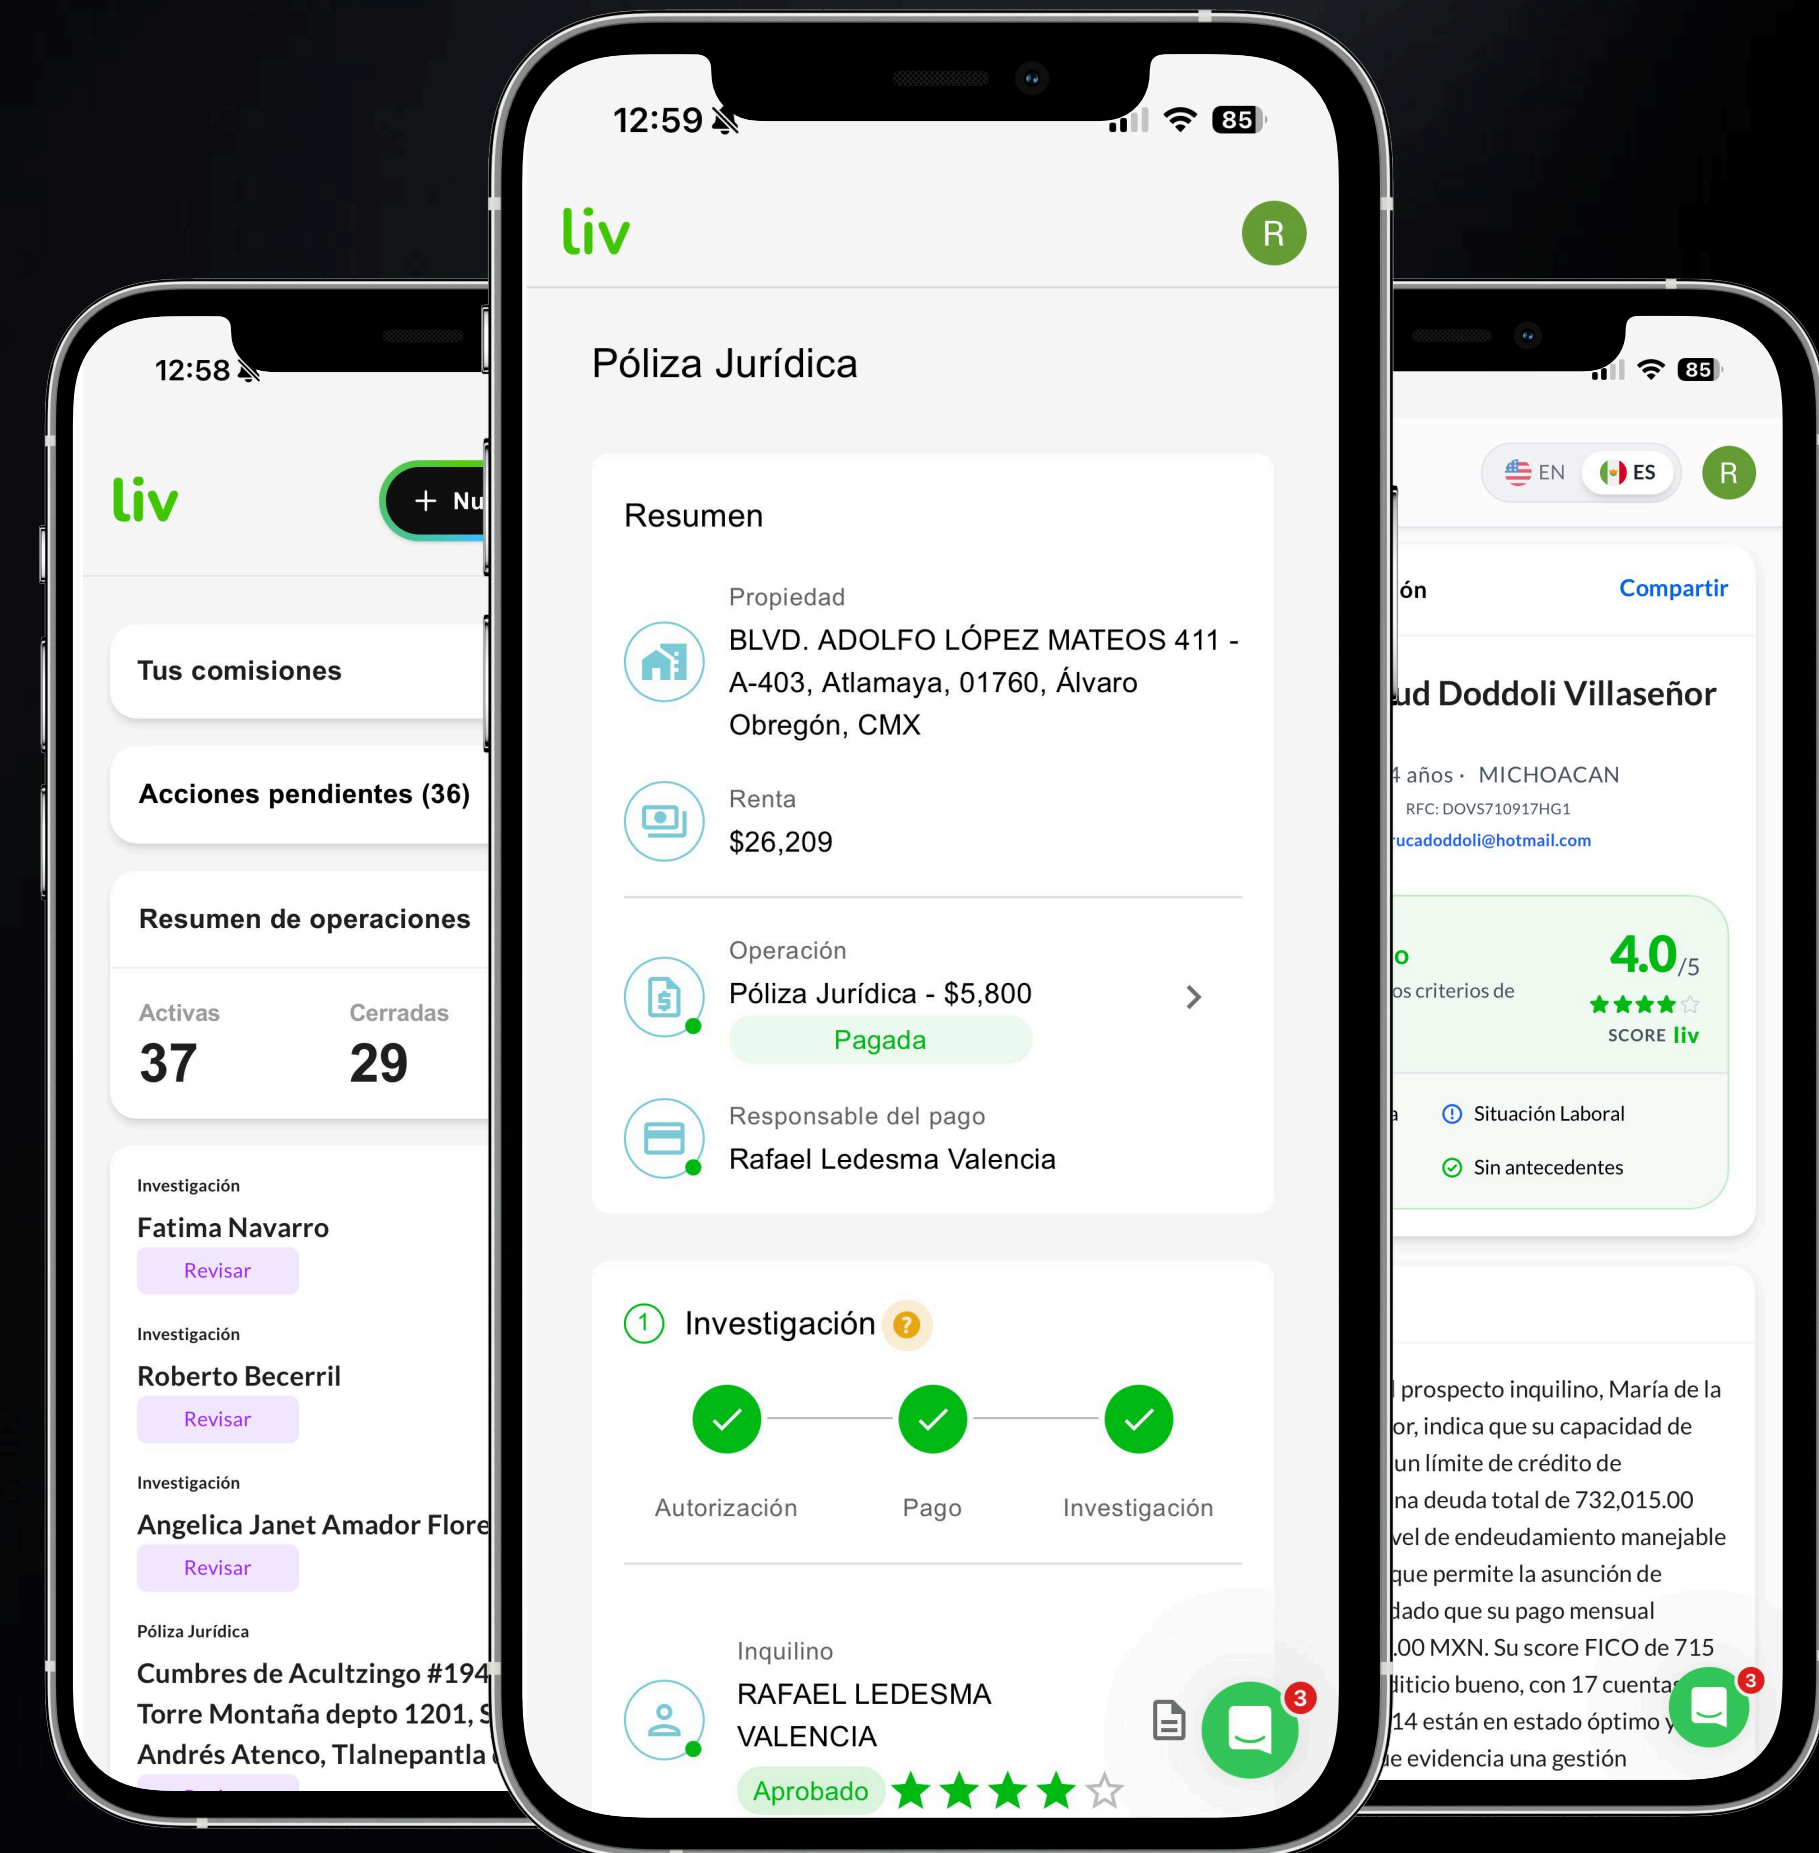 12:58
liv
+ Nu
Tus comisiones
Acciones pendientes (36)
Resumen de operaciones
Activas
Cerradas
37
29
Investigación
Fatima Navarro
Revisar
Investigación
Roberto Becerril
Revisar
Investigación
Angelica Janet Amador Flore
Revisar
Póliza Jurídica
Cumbres de Acultzingo #194
Torre Montaña depto 1201, S
Andrés Atenco, Tlalnepantla
12:59
85
liv
R
Póliza Jurídica
Resumen
Propiedad
BLVD. ADOLFO LÓPEZ MATEOS 411 -
A-403, Atlamaya, 01760, Álvaro
Obregón, CMX
Renta
$26,209
Operación
Póliza Jurídica - $5,800
Pagada
Responsable del pago
Rafael Ledesma Valencia
1 Investigación ?
Autorización
Pago
Investigación
Inquilino
RAFAEL LEDESMA
VALENCIA
3
Aprobado
85
EN
ES
R
ón
Compartir
ud Doddoli Villaseñor
4 años · MICHOACAN
RFC: DOVS710917HG1
rucadoddoli@hotmail.com
o
4.0/5
os criterios de
SCORE liv
a
Situación Laboral
Sin antecedentes
prospecto inquilino, María de la
or, indica que su capacidad de
un límite de crédito de
na deuda total de 732,015.00
vel de endeudamiento manejable
que permite la asunción de
dado que su pago mensual
.00 MXN. Su score FICO de 715
diticio bueno, con 17 cuentas
3
14 están en estado óptimo y
e evidencia una gestión